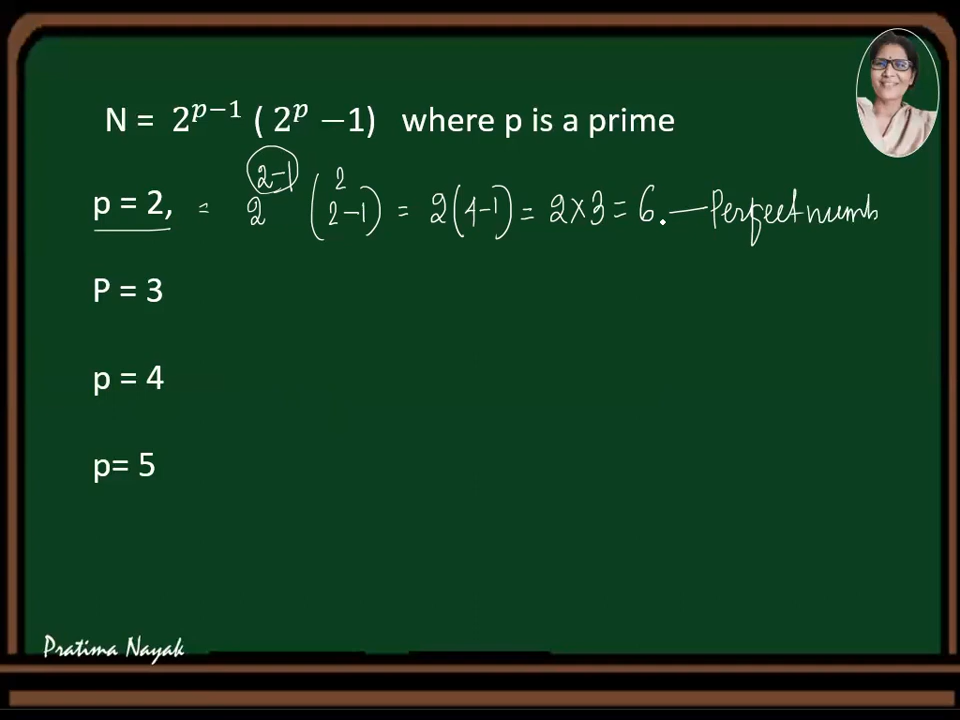 N = 2^{p−1} ( 2^p −1) where p is a prime
p = 2, = 2^{2-1} (2^2-1) = 2(4-1) = 2×3 = 6. — Perfect numb
P = 3
p = 4
p= 5
Pratima Nayak